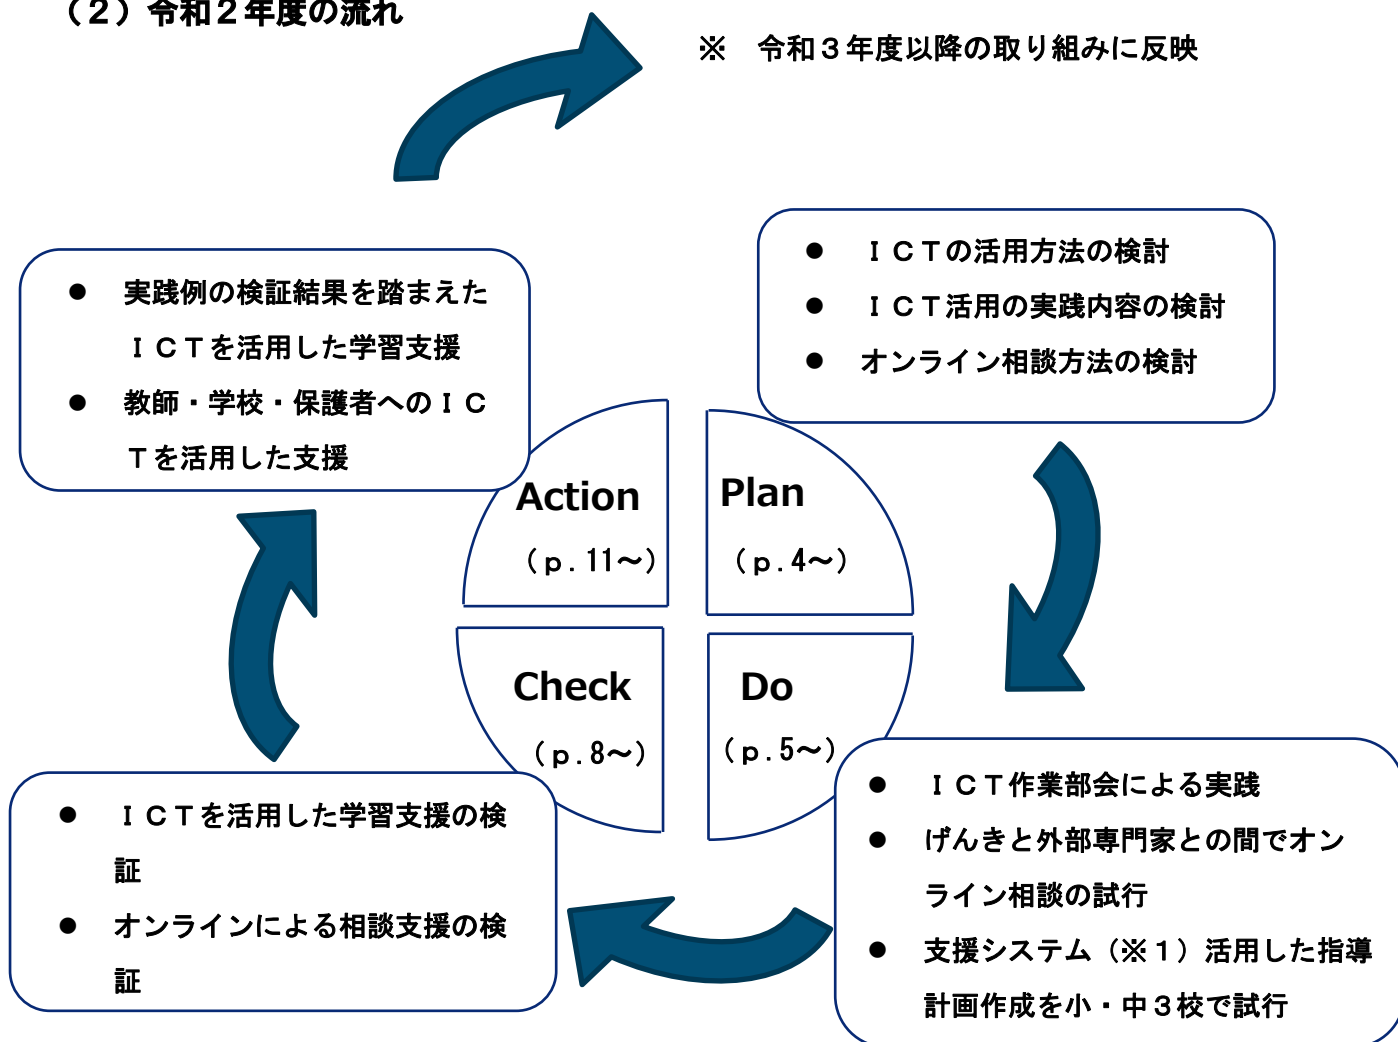 （２）令和２年度の流れ
※　令和３年度以降の取り組みに反映
● ＩＣＴの活用方法の検討
● ＩＣＴ活用の実践内容の検討
● オンライン相談方法の検討
● 実践例の検証結果を踏まえた
ＩＣＴを活用した学習支援
● 教師・学校・保護者へのＩＣ
Ｔを活用した支援
Action
（ｐ.11～）
Plan
（ｐ.4～）
Check
（ｐ.8～）
Do
（ｐ.5～）
● ＩＣＴ作業部会による実践
● げんきと外部専門家との間でオン
ライン相談の試行
● 支援システム（※１）活用した指導
計画作成を小・中３校で試行
● ＩＣＴを活用した学習支援の検
証
● オンラインによる相談支援の検
証